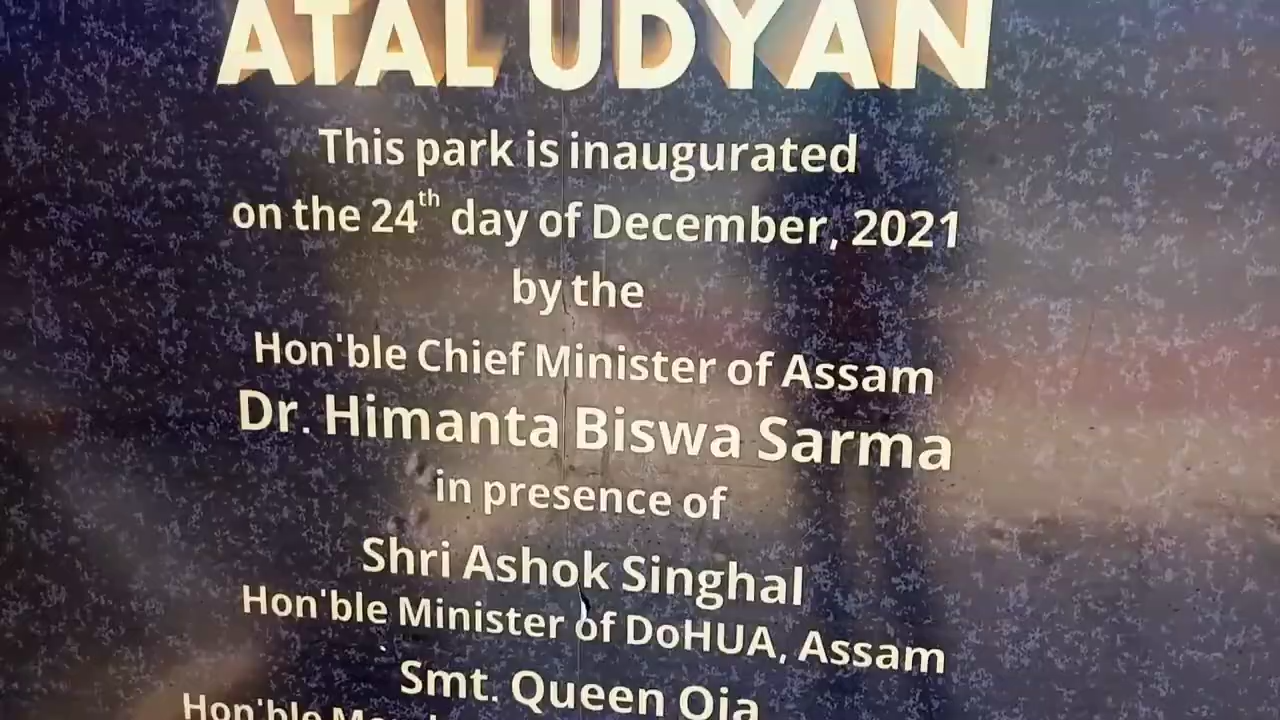 ATAL UDYAN
This park is inaugurated
on the 24th day of December, 2021
by the
Hon'ble Chief Minister of Assam
Dr. Himanta Biswa Sarma
in presence of
Shri Ashok Singhal
Hon'ble Minister of DoHUA, Assam
Smt. Queen Oja
Hon'ble